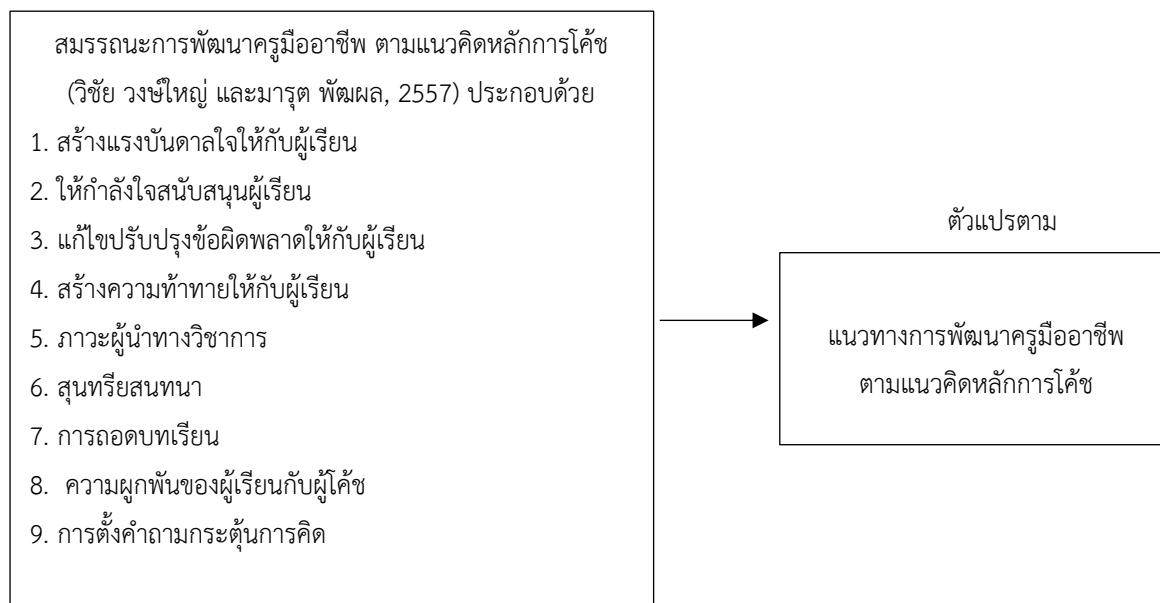 สมรรถนะการพัฒนาครูมืออาชีพ ตามแนวคิดหลักการโค้ช
(วิชัย วงษ์ใหญ่ และมารุต พัฒผล, 2557) ประกอบด้วย
1. สร้างแรงบันดาลใจให้กับผู้เรียน
2. ให้กำลังใจสนับสนุนผู้เรียน
3. แก้ไขปรับปรุงข้อผิดพลาดให้กับผู้เรียน
4. สร้างความท้าทายให้กับผู้เรียน
5. ภาวะผู้นำทางวิชาการ
6. สุนทรียสนทนา
7. การถอดบทเรียน
8. ความผูกพันของผู้เรียนกับผู้โค้ช
9. การตั้งคำถามกระตุ้นการคิด
ตัวแปรตาม
แนวทางการพัฒนาครูมืออาชีพ
ตามแนวคิดหลักการโค้ช